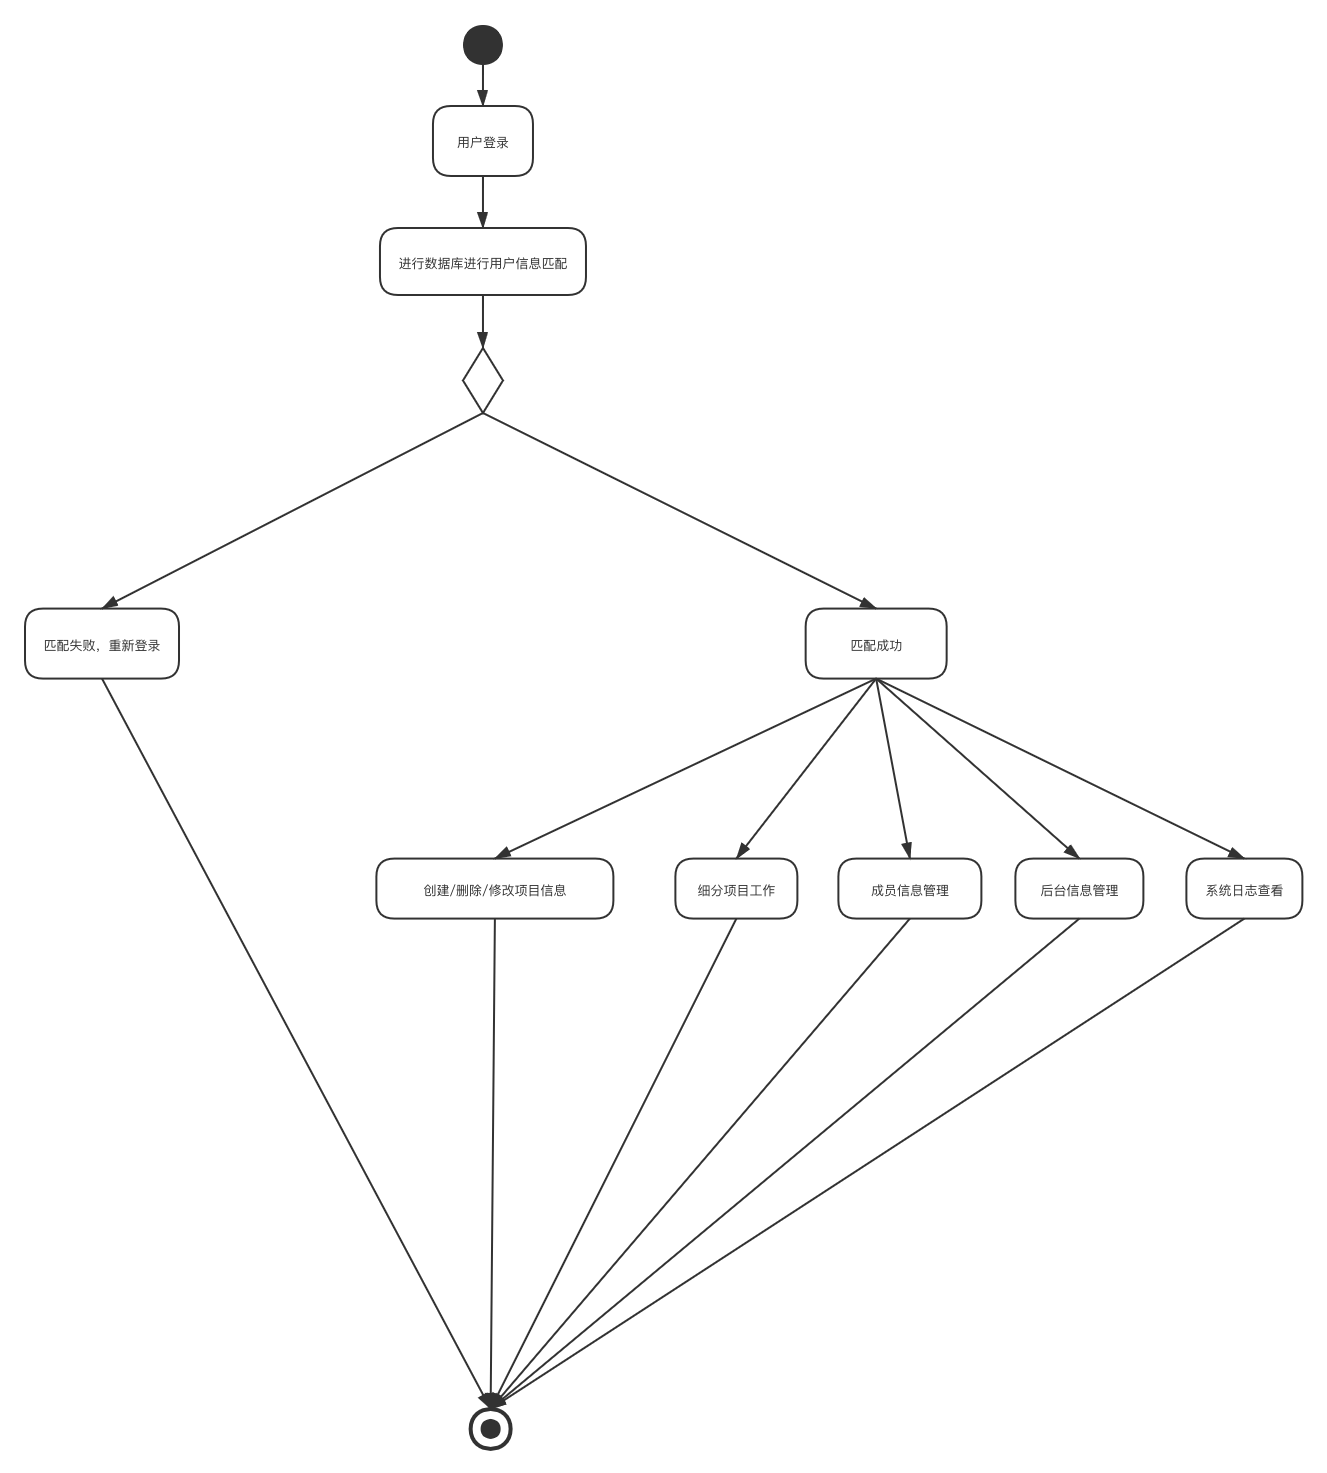 用户登录
进行数据库进行用户信息匹配
匹配失败，重新登录
匹配成功
创建/删除/修改项目信息
细分项目工作
成员信息管理
后台信息管理
系统日志查看